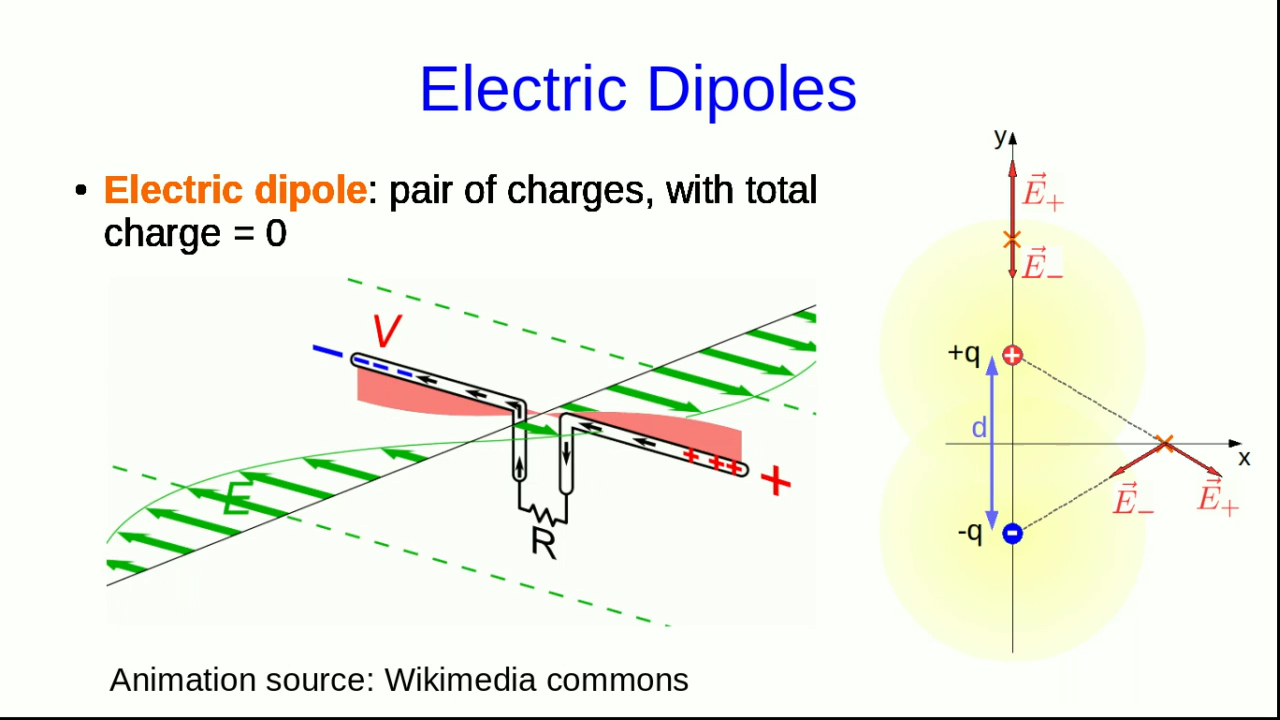 Electric Dipoles
• Electric dipole: pair of charges, with total
charge = 0
V
E
R
+
Animation source: Wikimedia commons
y
E⃗₊
E⃗₋
+q
d
x
E⃗₋
E⃗₊
-q